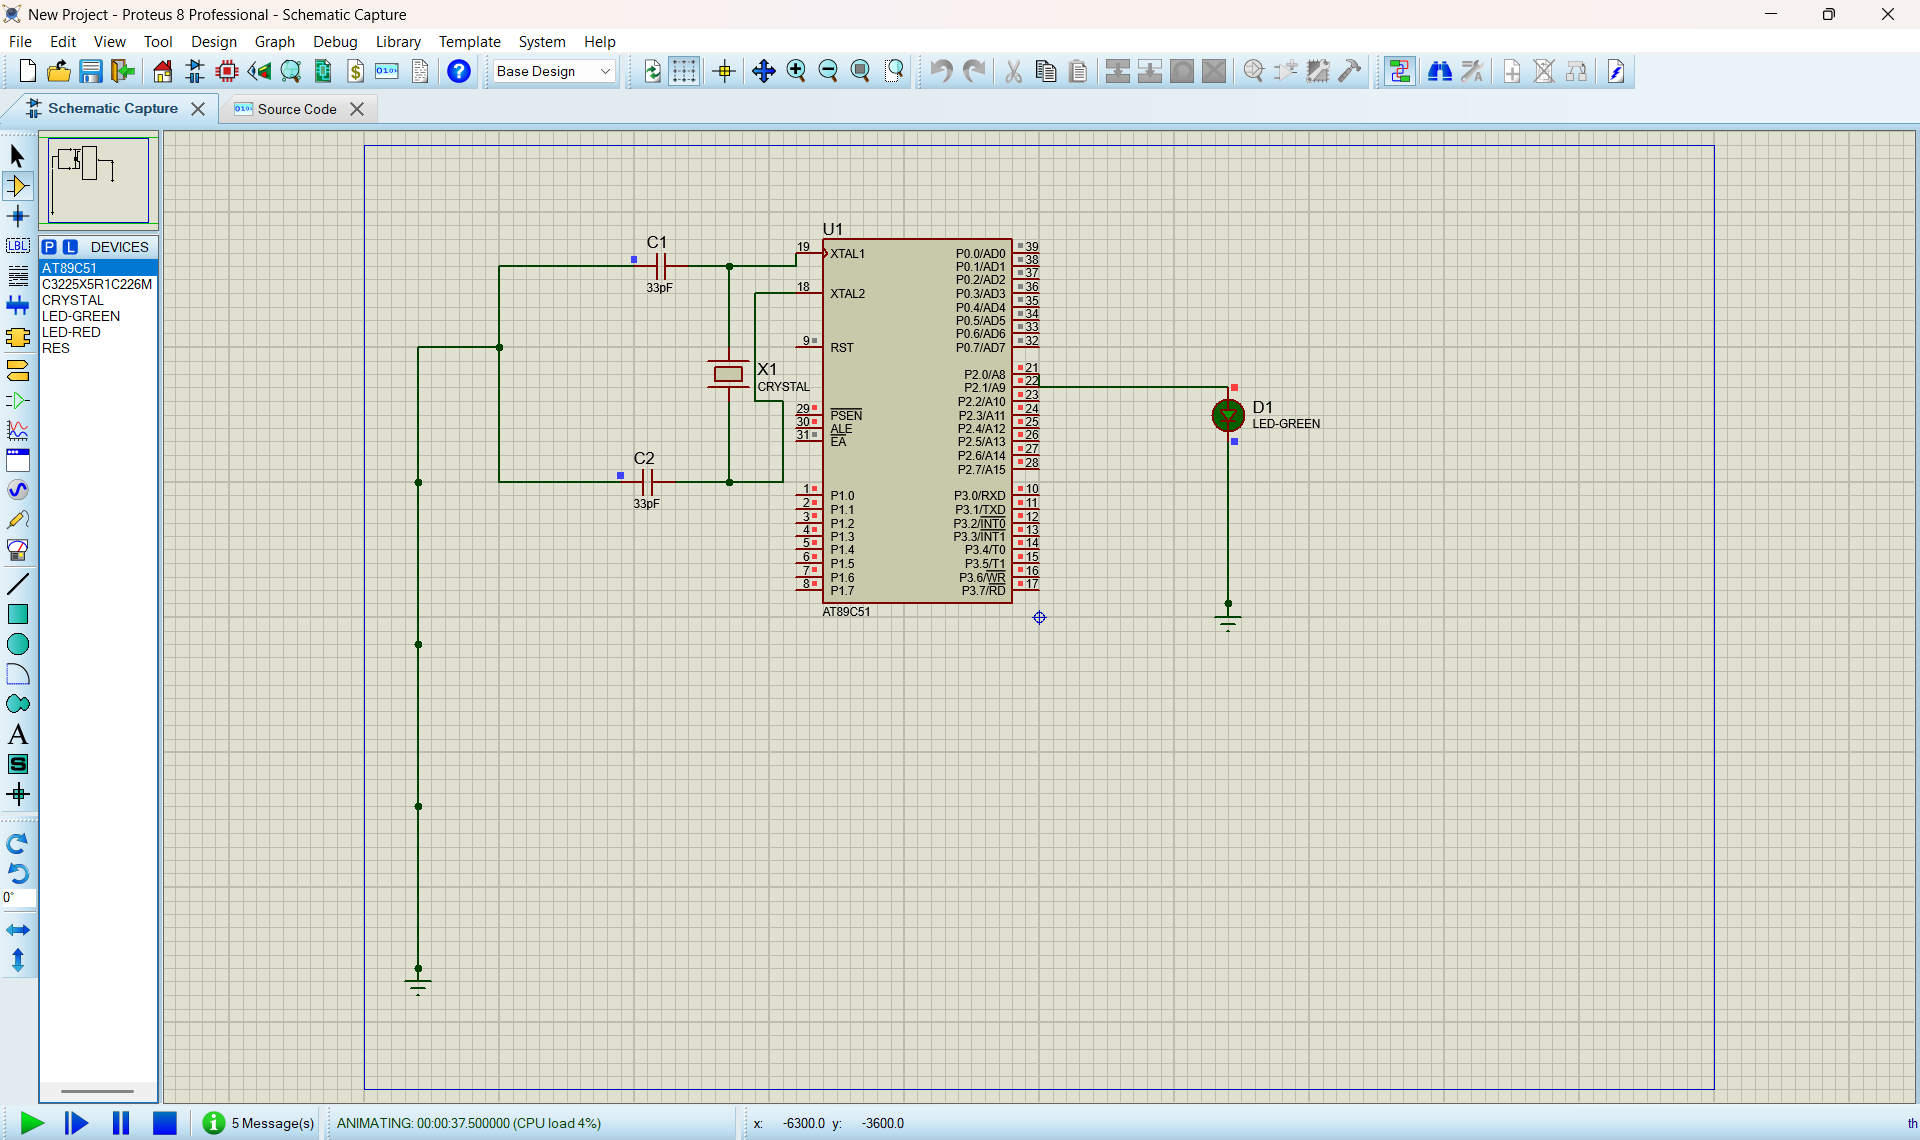 New Project - Proteus 8 Professional - Schematic Capture
File Edit View Tool Design Graph Debug Library Template System Help
Base Design
Schematic Capture
Source Code
LBL
P L DEVICES
AT89C51
C3225X5R1C226M
CRYSTAL
LED-GREEN
LED-RED
RES
A
S
0°
C1
33pF
C2
33pF
X1
CRYSTAL
U1
19 XTAL1
18 XTAL2
9 RST
29 PSEN
30 ALE
31 EA
1 P1.0
2 P1.1
3 P1.2
4 P1.3
5 P1.4
6 P1.5
7 P1.6
8 P1.7
P0.0/AD0 39
P0.1/AD1 38
P0.2/AD2 37
P0.3/AD3 36
P0.4/AD4 35
P0.5/AD5 34
P0.6/AD6 33
P0.7/AD7 32
P2.0/A8 21
P2.1/A9 22
P2.2/A10 23
P2.3/A11 24
P2.4/A12 25
P2.5/A13 26
P2.6/A14 27
P2.7/A15 28
P3.0/RXD 10
P3.1/TXD 11
P3.2/INT0 12
P3.3/INT1 13
P3.4/T0 14
P3.5/T1 15
P3.6/WR 16
P3.7/RD 17
AT89C51
D1
LED-GREEN
5 Message(s)
ANIMATING: 00:00:37.500000 (CPU load 4%)
x: -6300.0 y: -3600.0
th